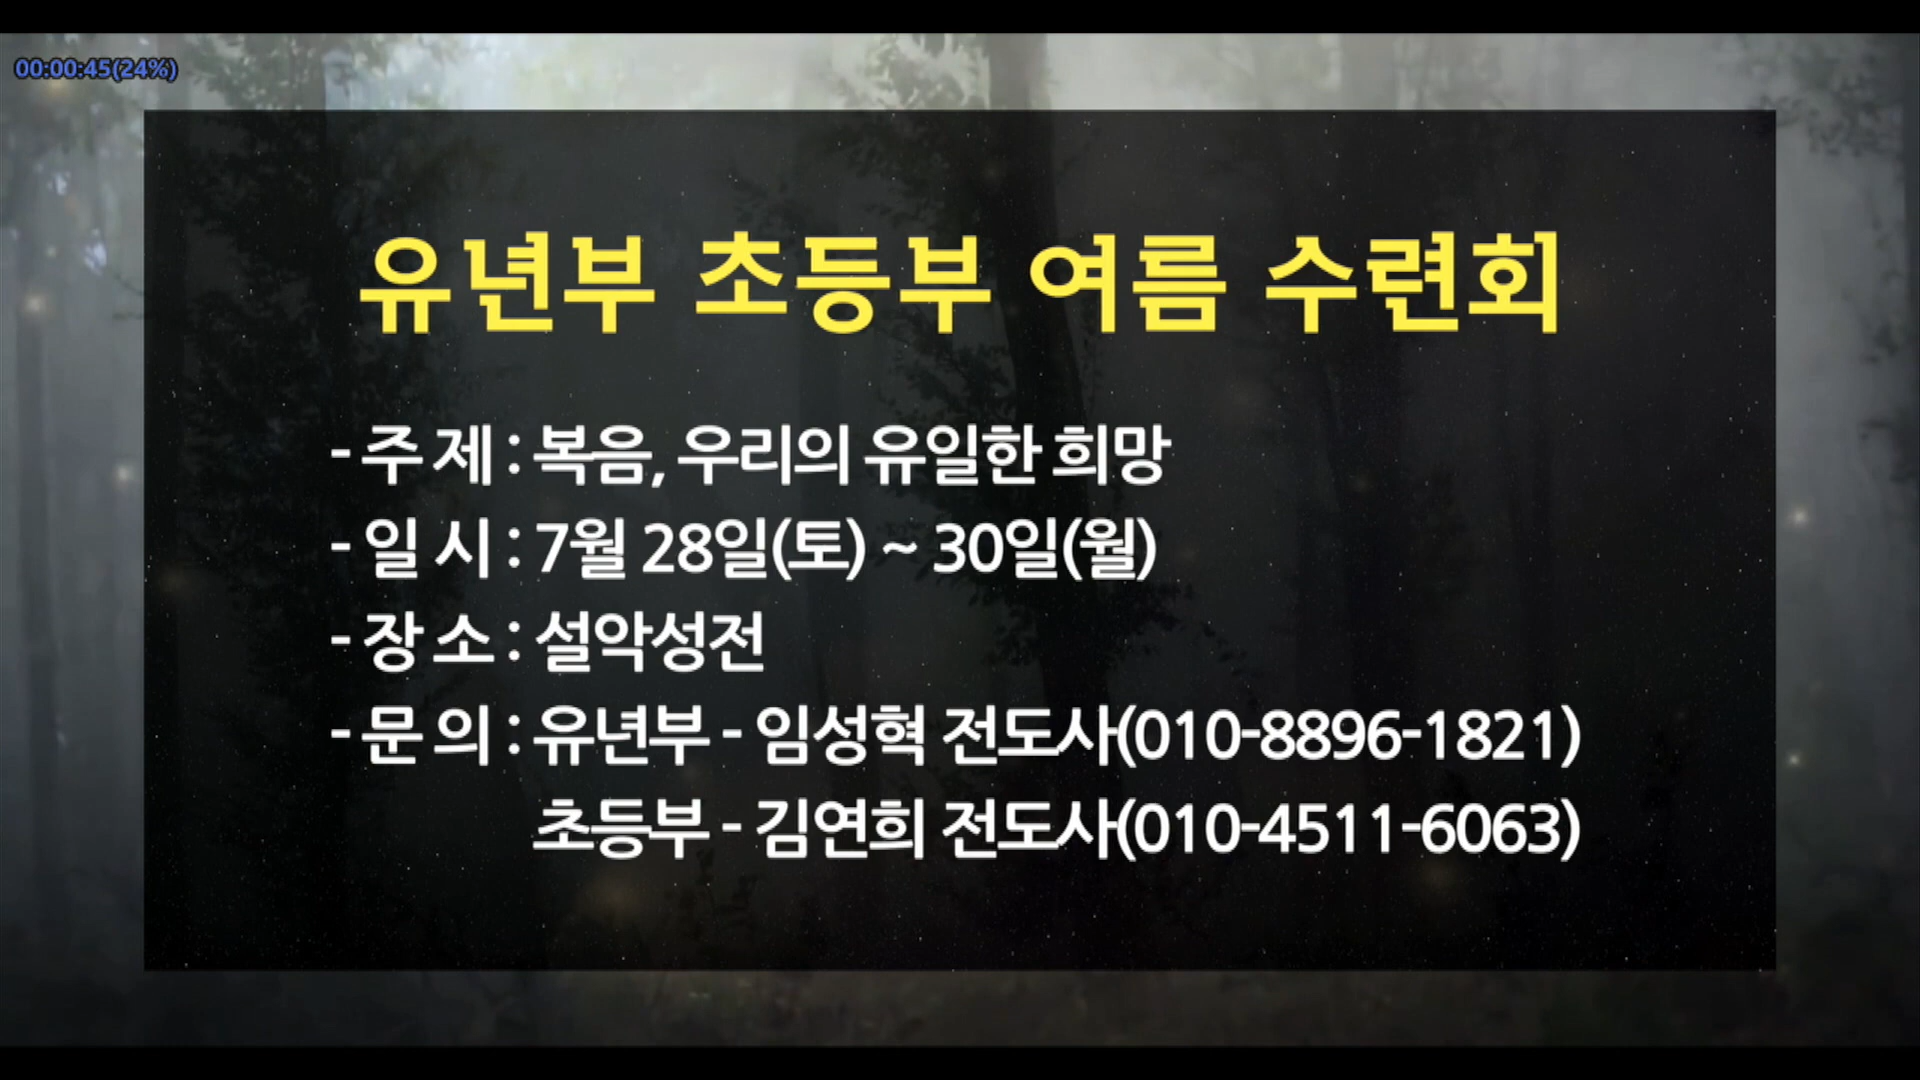 00:00:45(24%)
유년부 초등부 여름 수련회
- 주 제 : 복음, 우리의 유일한 희망
- 일 시 : 7월 28일(토) ~ 30일(월)
- 장 소 : 설악성전
- 문 의 : 유년부 - 임성혁 전도사(010-8896-1821)
초등부 - 김연희 전도사(010-4511-6063)